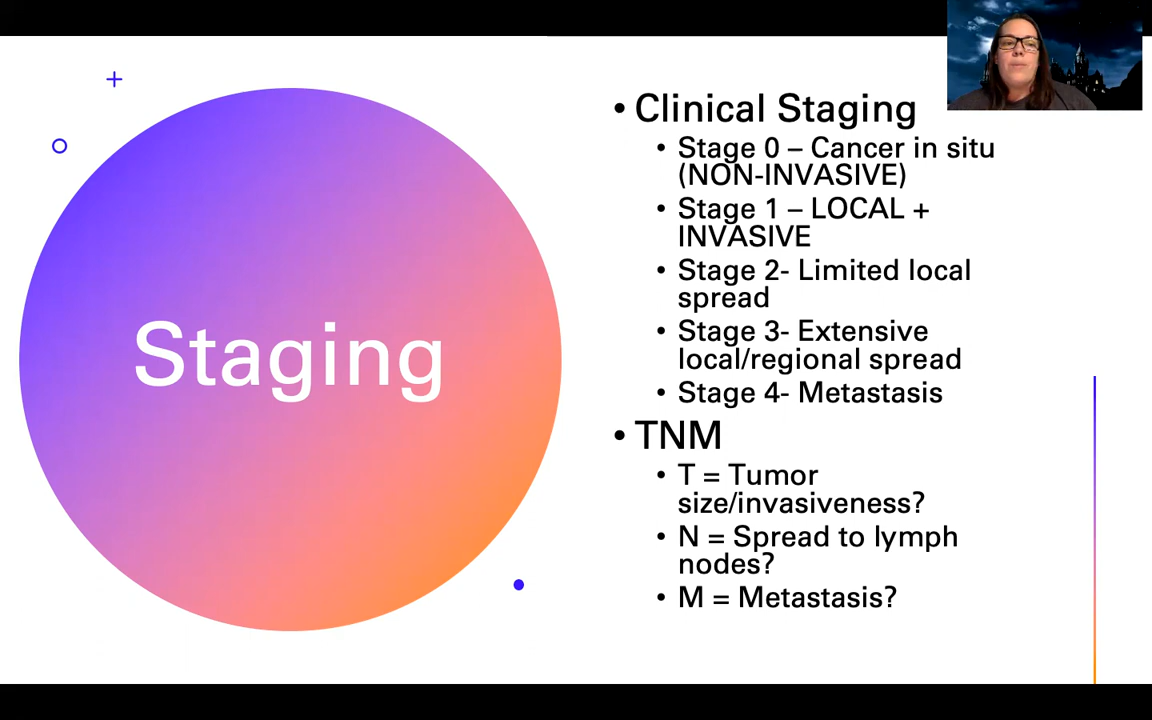 Staging
• Clinical Staging
• Stage 0 – Cancer in situ
(NON-INVASIVE)
• Stage 1 – LOCAL +
INVASIVE
• Stage 2- Limited local
spread
• Stage 3- Extensive
local/regional spread
• Stage 4- Metastasis
• TNM
• T = Tumor
size/invasiveness?
• N = Spread to lymph
nodes?
• M = Metastasis?